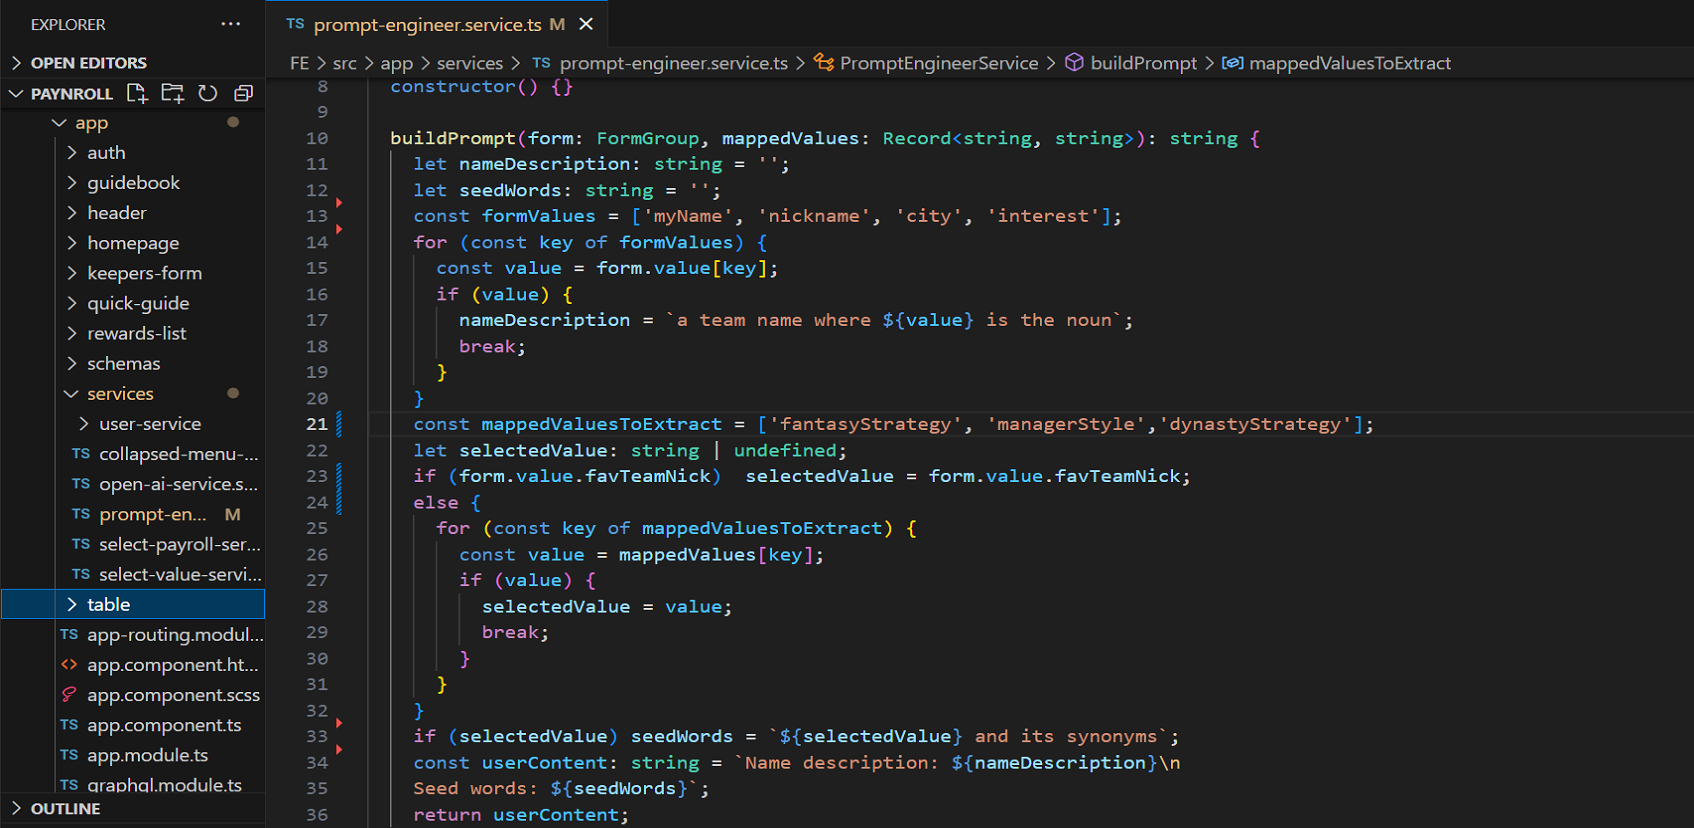 EXPLORER
···
OPEN EDITORS
PAYNROLL
app
auth
guidebook
header
homepage
keepers-form
quick-guide
rewards-list
schemas
services
user-service
TS collapsed-menu-...
TS open-ai-service.s...
TS prompt-en... M
TS select-payroll-ser...
TS select-value-servi...
table
TS app-routing.modul...
<> app.component.ht...
app.component.scss
TS app.component.ts
TS app.module.ts
TS graphql.module.ts
OUTLINE
TS prompt-engineer.service.ts M ×
FE > src > app > services > TS prompt-engineer.service.ts > PromptEngineerService > buildPrompt > mappedValuesToExtract
8 constructor() {}
9
10 buildPrompt(form: FormGroup, mappedValues: Record<string, string>): string {
11 let nameDescription: string = '';
12 let seedWords: string = '';
13 const formValues = ['myName', 'nickname', 'city', 'interest'];
14 for (const key of formValues) {
15 const value = form.value[key];
16 if (value) {
17 nameDescription = `a team name where ${value} is the noun`;
18 break;
19 }
20 }
21 const mappedValuesToExtract = ['fantasyStrategy', 'managerStyle','dynastyStrategy'];
22 let selectedValue: string | undefined;
23 if (form.value.favTeamNick)  selectedValue = form.value.favTeamNick;
24 else {
25 for (const key of mappedValuesToExtract) {
26 const value = mappedValues[key];
27 if (value) {
28 selectedValue = value;
29 break;
30 }
31 }
32 }
33 if (selectedValue) seedWords = `${selectedValue} and its synonyms`;
34 const userContent: string = `Name description: ${nameDescription}\n
35 Seed words: ${seedWords}`;
36 return userContent;